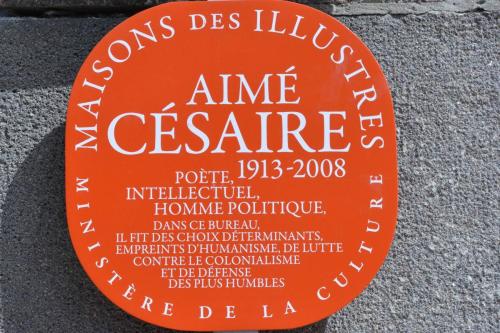 MAISONS DES ILLUSTRES
AIMÉ
CÉSAIRE
1913-2008
POÈTE,
INTELLECTUEL,
HOMME POLITIQUE,
DANS CE BUREAU,
IL FIT DES CHOIX DÉTERMINANTS,
EMPREINTS D'HUMANISME, DE LUTTE
CONTRE LE COLONIALISME
ET DE DÉFENSE
DES PLUS HUMBLES
MINISTÈRE DE LA CULTURE